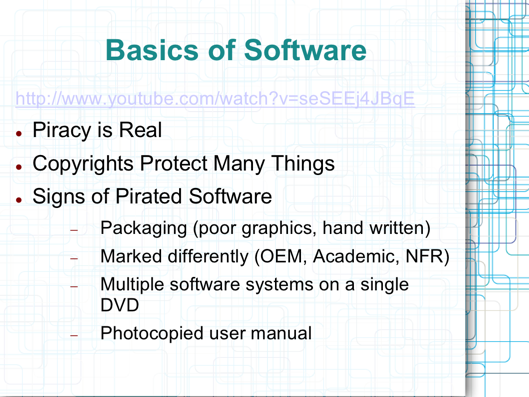 Basics of Software
http://www.youtube.com/watch?v=seSEEj4JBqE
• Piracy is Real
• Copyrights Protect Many Things
• Signs of Pirated Software
– Packaging (poor graphics, hand written)
– Marked differently (OEM, Academic, NFR)
– Multiple software systems on a single
DVD
– Photocopied user manual